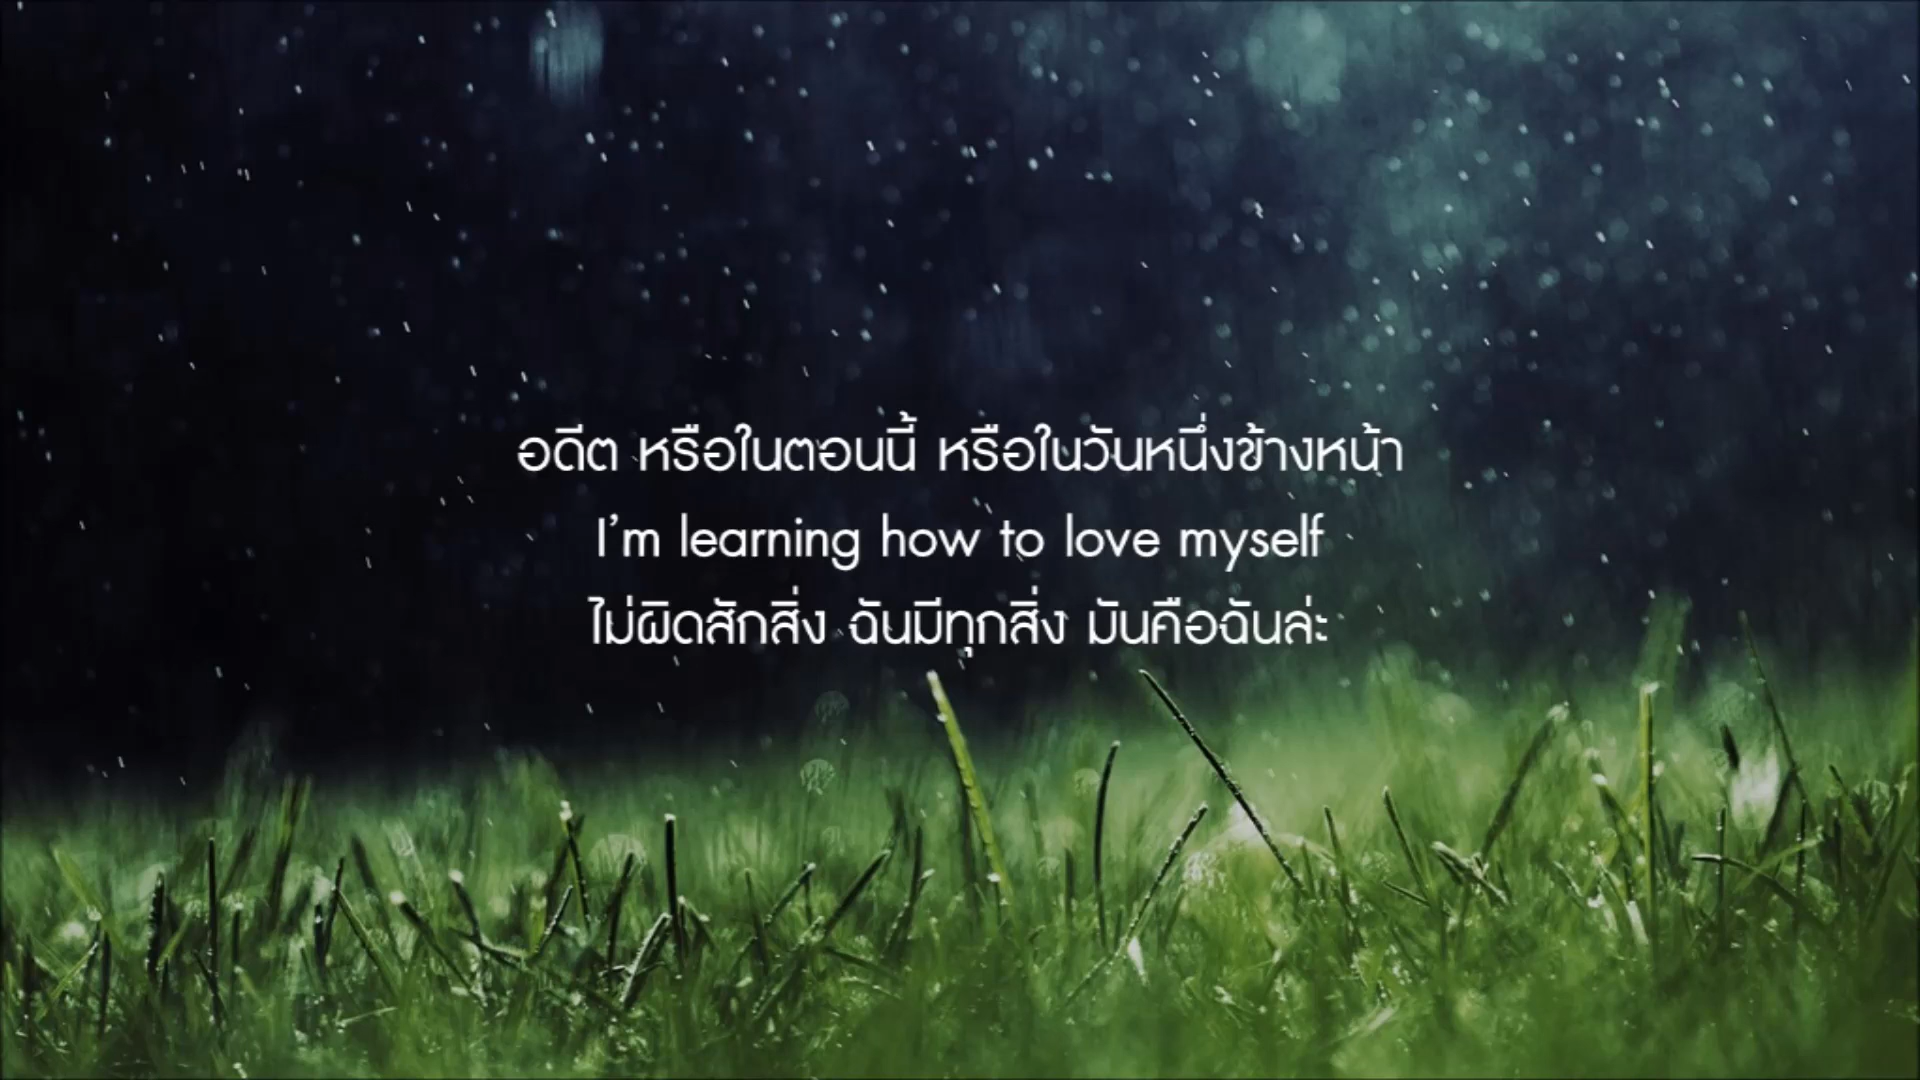 อดีต หรือในตอนนี้ หรือในวันหนึ่งข้างหน้า
I'm learning how to love myself
ไม่ผิดสักสิ่ง ฉันมีทุกสิ่ง มันคือฉันล่ะ